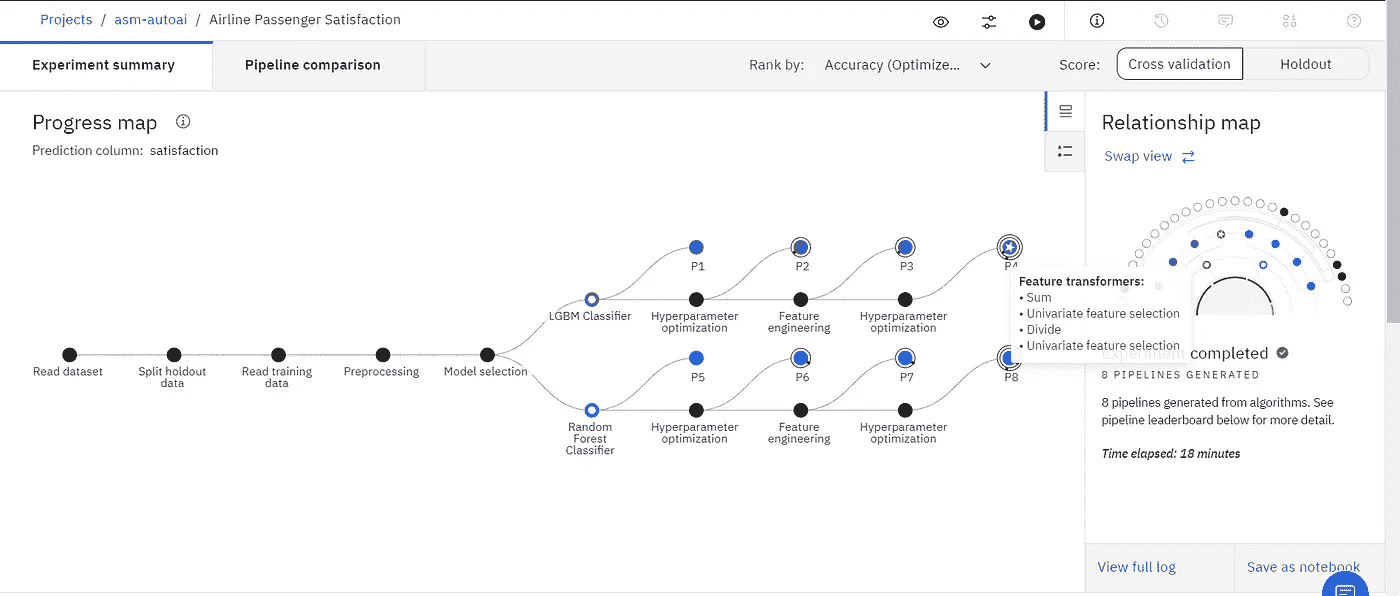 Projects / asm-autoai / Airline Passenger Satisfaction
Experiment summary
Pipeline comparison
Rank by: Accuracy (Optimize...
Score: Cross validation Holdout
Progress map
Prediction column: satisfaction
Relationship map
Swap view
P1
P2
P3
P4
LGBM Classifier
Hyperparameter
optimization
Feature
engineering
Hyperparameter
optimization
Feature transformers:
• Sum
• Univariate feature selection
• Divide
• Univariate feature selection
Read dataset
Split holdout
data
Read training
data
Preprocessing
Model selection
P5
P6
P7
P8
Random
Forest
Classifier
Hyperparameter
optimization
Feature
engineering
Hyperparameter
optimization
Experiment completed
8 PIPELINES GENERATED
8 pipelines generated from algorithms. See
pipeline leaderboard below for more detail.
Time elapsed: 18 minutes
View full log
Save as notebook